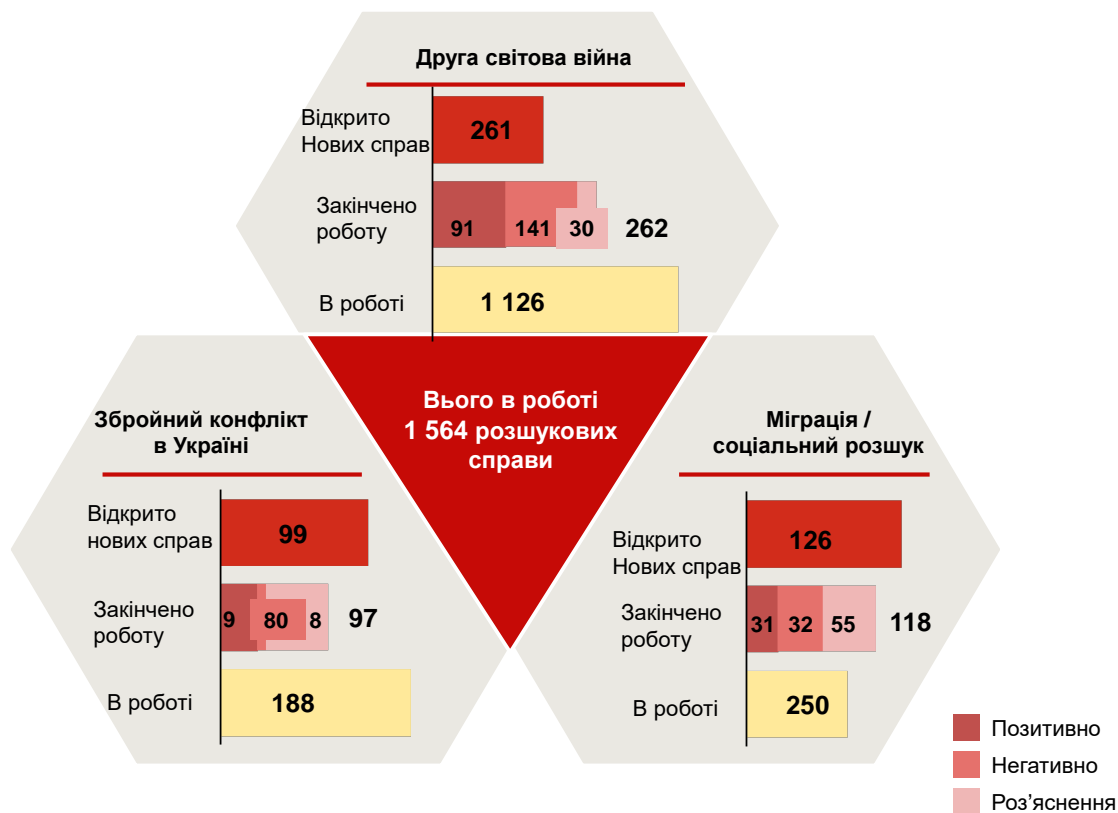 Друга світова війна
Відкрито
Нових справ
261
Закінчено
роботу
91 141 30 262
В роботі
1 126
Вього в роботі
1 564 розшукових
справи
Збройний конфлікт
в Україні
Відкрито
нових справ
99
Закінчено
роботу
9 80 8 97
В роботі
188
Міграція /
соціальний розшук
Відкрито
Нових справ
126
Закінчено
роботу
31 32 55 118
В роботі
250
Позитивно
Негативно
Роз’яснення